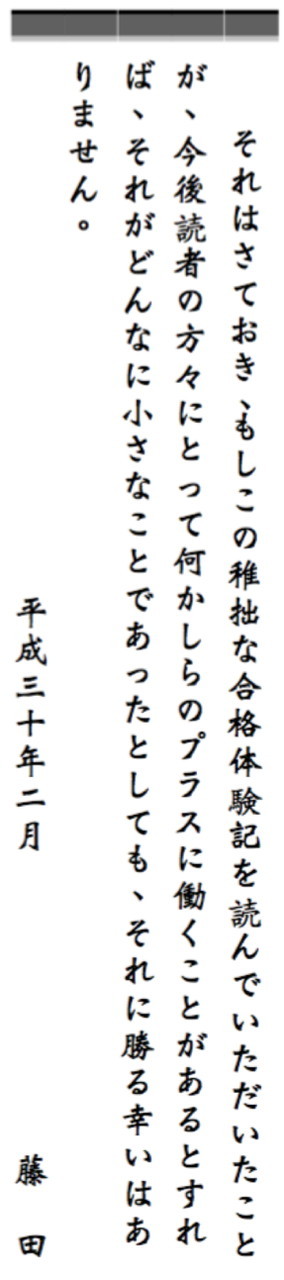 それはさておき、もしこの稚拙な合格体験記を読んでいただいたこと
が、今後読者の方々にとって何かしらのプラスに働くことがあるとすれ
ば、それがどんなに小さなことであったとしても、それに勝る幸いはあ
りません。
平成三十年二月 藤田